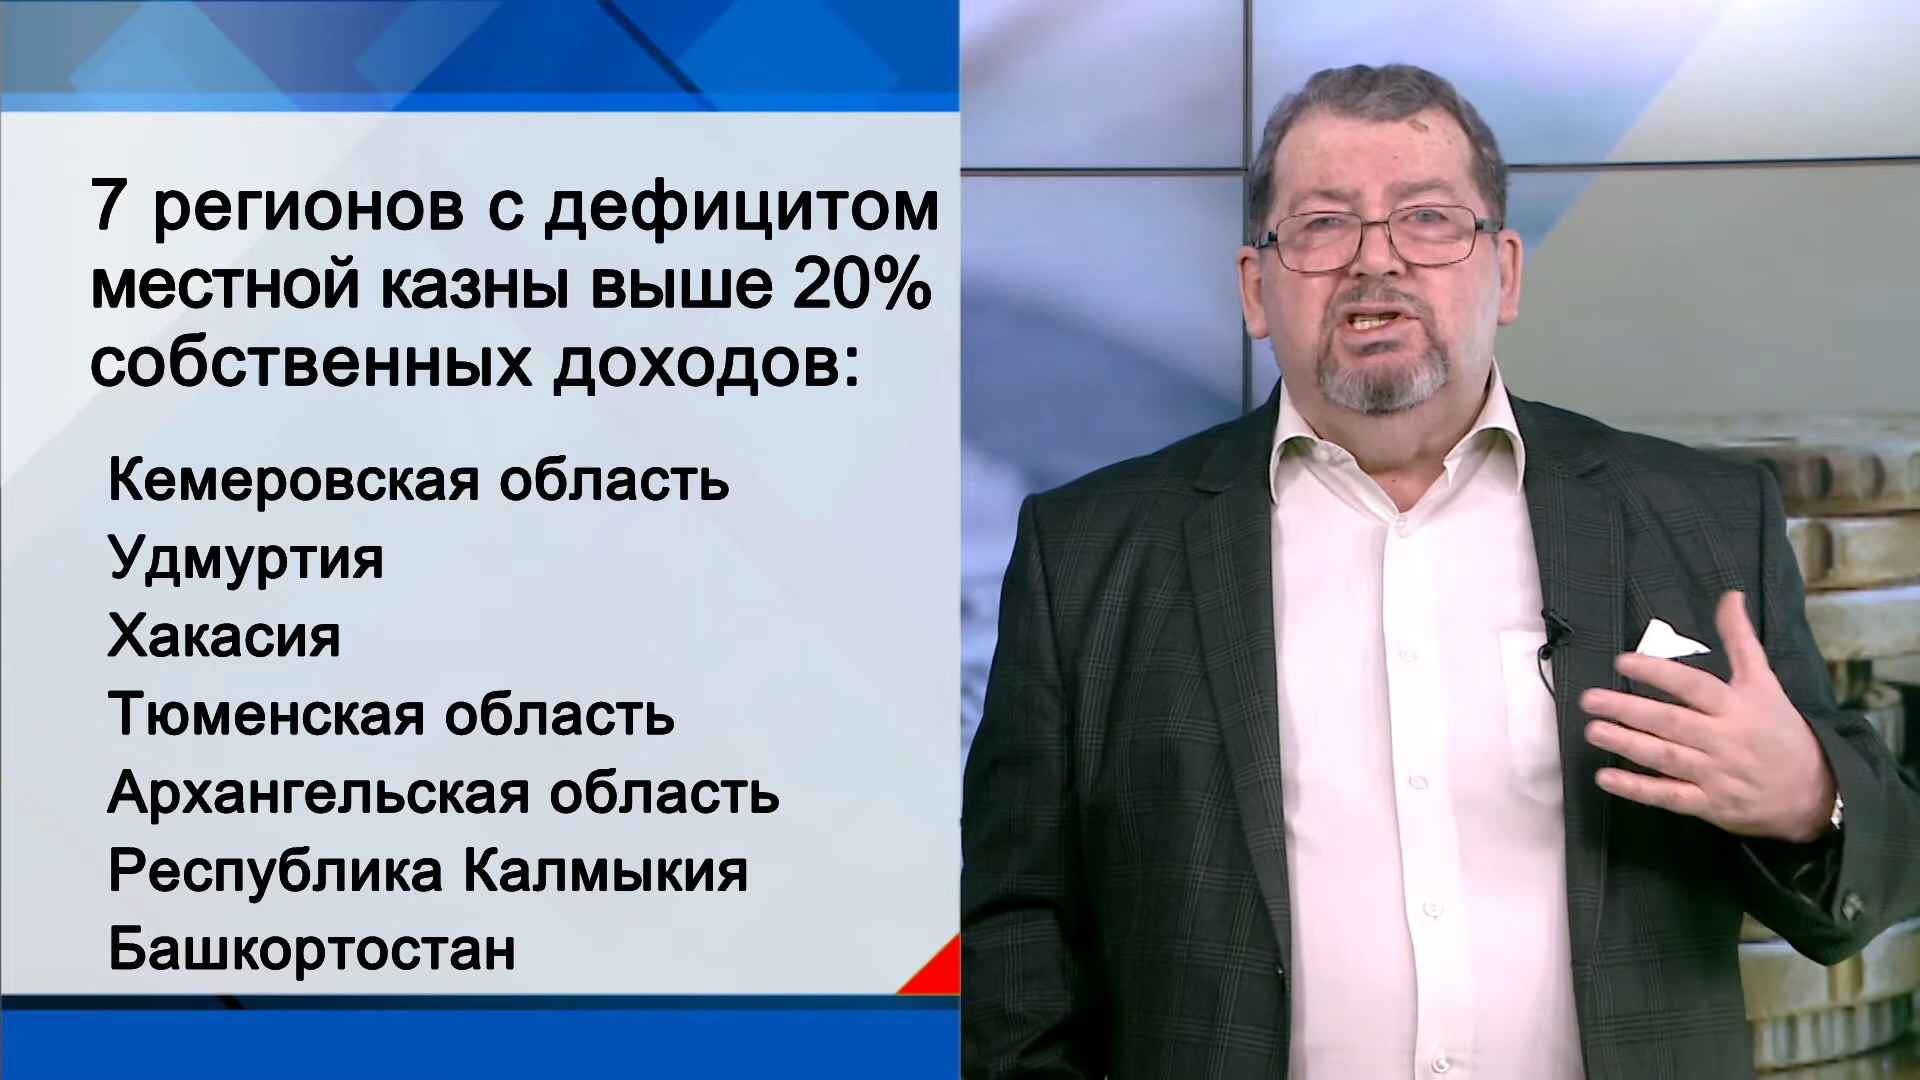 7 регионов с дефицитом
местной казны выше 20%
собственных доходов:
Кемеровская область
Удмуртия
Хакасия
Тюменская область
Архангельская область
Республика Калмыкия
Башкортостан